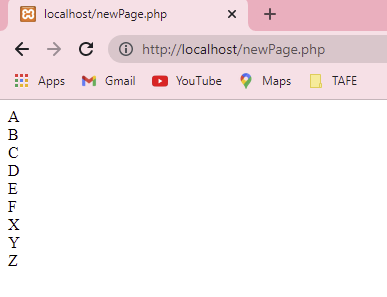 localhost/newPage.php
http://localhost/newPage.php
Apps Gmail YouTube Maps TAFE
A
B
C
D
E
F
X
Y
Z